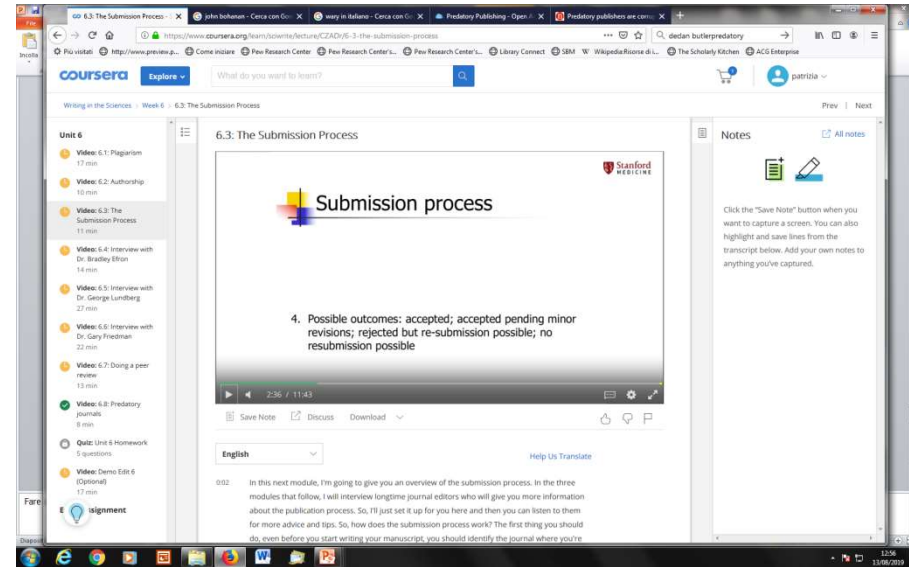 File
6.3: The Submission Process - S
john bohanan - Cerca con Goo
wary in italiano - Cerca con G
Predatory Publishing - Open A
Predatory publishers are corru
https://www.coursera.org/learn/sciwrite/lecture/CZADr/6-3-the-submission-process
dedan butlerpredatory
Incolla
Più visitati
http://www.preview.p...
Come iniziare
Pew Research Center
Pew Research Center's...
Pew Research Center's...
Library Connect
SBM
Wikipedia:Risorse di i...
The Scholarly Kitchen
ACG Enterprise
coursera
Explore
What do you want to learn?
patrizia
Writing in the Sciences > Week 6 > 6.3: The Submission Process
Prev | Next
Unit 6
Video: 6.1: Plagiarism
17 min
Video: 6.2: Authorship
10 min
Video: 6.3: The
Submission Process
11 min
Video: 6.4: Interview with
Dr. Bradley Efron
14 min
Video: 6.5: Interview with
Dr. George Lundberg
27 min
Video: 6.6: Interview with
Dr. Gary Friedman
22 min
Video: 6.7: Doing a peer
review
13 min
Video: 6.8: Predatory
journals
8 min
Quiz: Unit 6 Homework
5 questions
Video: Demo Edit 6
(Optional)
17 min
6.3: The Submission Process
Stanford
MEDICINE
Submission process
4. Possible outcomes: accepted; accepted pending minor
revisions; rejected but re-submission possible; no
resubmission possible
2:36 / 11:43
Save Note
Discuss
Download
English
Help Us Translate
0:02
In this next module, I'm going to give you an overview of the submission process. In the three
modules that follow, I will interview longtime journal editors who will give you more information
about the publication process. So, I'll just set it up for you here and then you can listen to them
for more advice and tips. So, how does the submission process work? The first thing you should
do, even before you start writing your manuscript, you should identify the journal where you're
Notes
All notes
Click the "Save Note" button when you
want to capture a screen. You can also
highlight and save lines from the
transcript below. Add your own notes to
anything you've captured.
Fare
12:56
13/06/2019